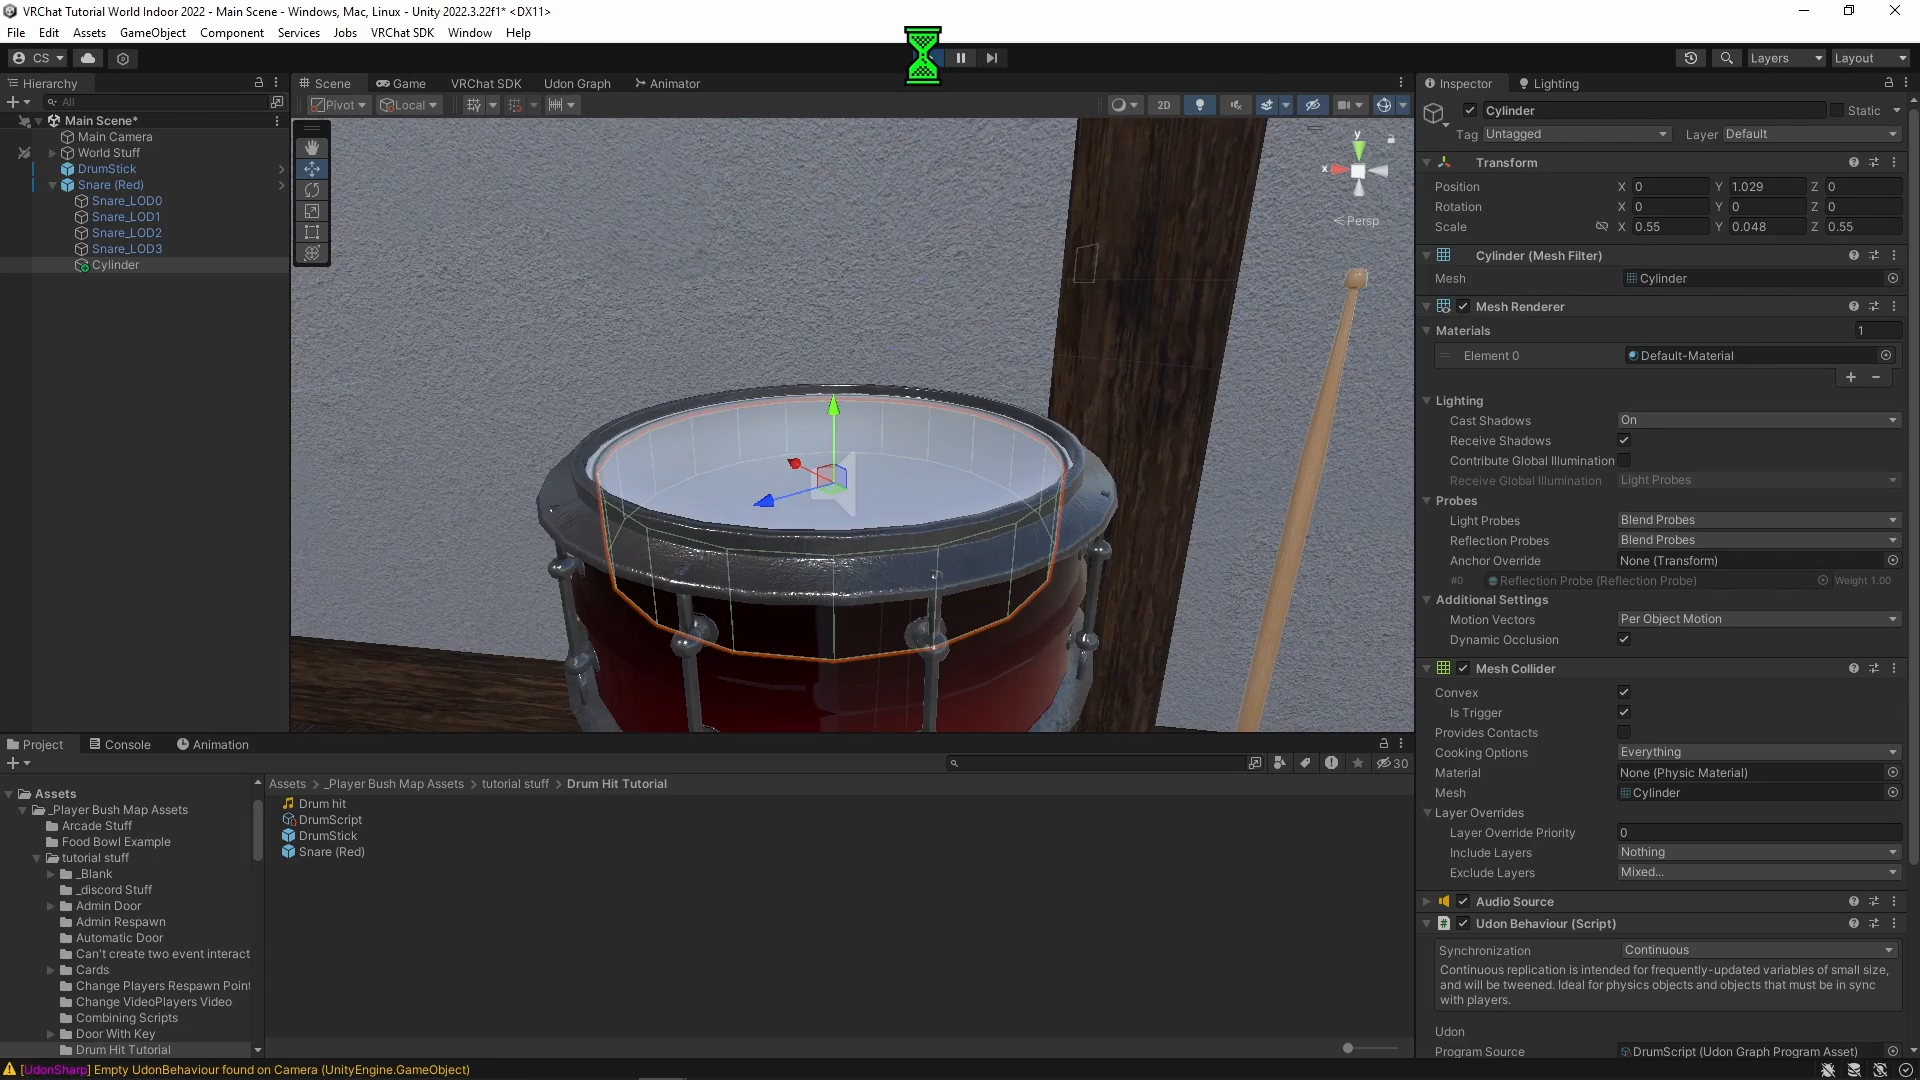 VRChat Tutorial World Indoor 2022 - Main Scene - Windows, Mac, Linux - Unity 2022.3.22f1* <DX11>
File Edit Assets GameObject Component Services Jobs VRChat SDK Window Help
CS Layers Layout
Hierarchy
All
Main Scene*
Main Camera
World Stuff
DrumStick
Snare (Red)
Snare_LOD0
Snare_LOD1
Snare_LOD2
Snare_LOD3
Cylinder
Scene Game VRChat SDK Udon Graph Animator
Pivot Local 2D
y
x
Persp
Inspector Lighting
Cylinder Static
Tag Untagged Layer Default
Transform
Position X 0 Y 1.029 Z 0
Rotation X 0 Y 0 Z 0
Scale X 0.55 Y 0.048 Z 0.55
Cylinder (Mesh Filter)
Mesh Cylinder
Mesh Renderer
Materials 1
Element 0 Default-Material
Lighting
Cast Shadows On
Receive Shadows
Contribute Global Illumination
Receive Global Illumination Light Probes
Probes
Light Probes Blend Probes
Reflection Probes Blend Probes
Anchor Override None (Transform)
#0 Reflection Probe (Reflection Probe) Weight 1.00
Additional Settings
Motion Vectors Per Object Motion
Dynamic Occlusion
Mesh Collider
Convex
Is Trigger
Provides Contacts
Cooking Options Everything
Material None (Physic Material)
Mesh Cylinder
Layer Overrides
Layer Override Priority 0
Include Layers Nothing
Exclude Layers Mixed...
Audio Source
Udon Behaviour (Script)
Synchronization Continuous
Continuous replication is intended for frequently-updated variables of small size,
and will be tweened. Ideal for physics objects and objects that must be in sync
with players.
Udon
Program Source DrumScript (Udon Graph Program Asset)
Project Console Animation
30
Assets
_Player Bush Map Assets
Arcade Stuff
Food Bowl Example
tutorial stuff
_Blank
_discord Stuff
Admin Door
Admin Respawn
Automatic Door
Can't create two event interact
Cards
Change Players Respawn Point
Change VideoPlayers Video
Combining Scripts
Door With Key
Drum Hit Tutorial
Assets > _Player Bush Map Assets > tutorial stuff > Drum Hit Tutorial
Drum hit
DrumScript
DrumStick
Snare (Red)
[UdonSharp] Empty UdonBehaviour found on Camera (UnityEngine.GameObject)